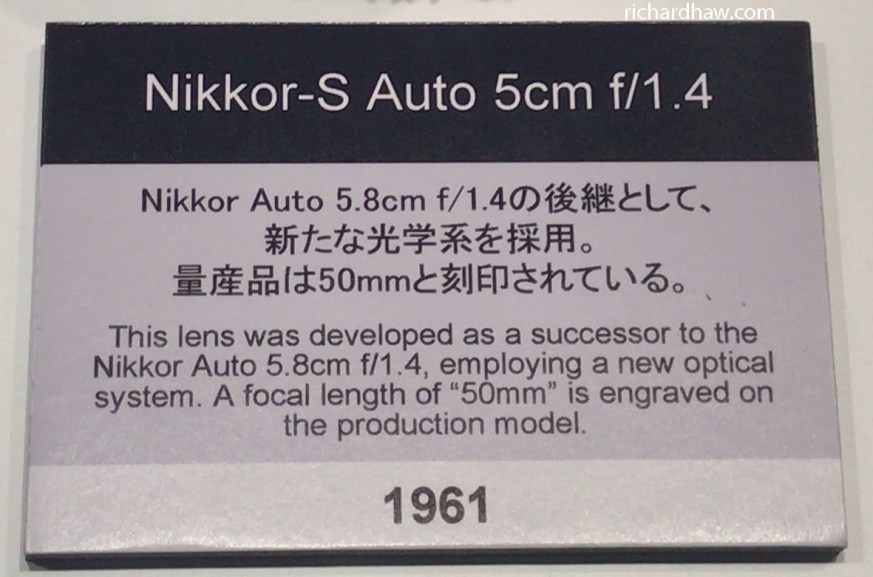 richardhaw.com
Nikkor-S Auto 5cm f/1.4
Nikkor Auto 5.8cm f/1.4の後継として、
新たな光学系を採用。
量産品は50mmと刻印されている。
This lens was developed as a successor to the
Nikkor Auto 5.8cm f/1.4, employing a new optical
system. A focal length of “50mm” is engraved on
the production model.
1961